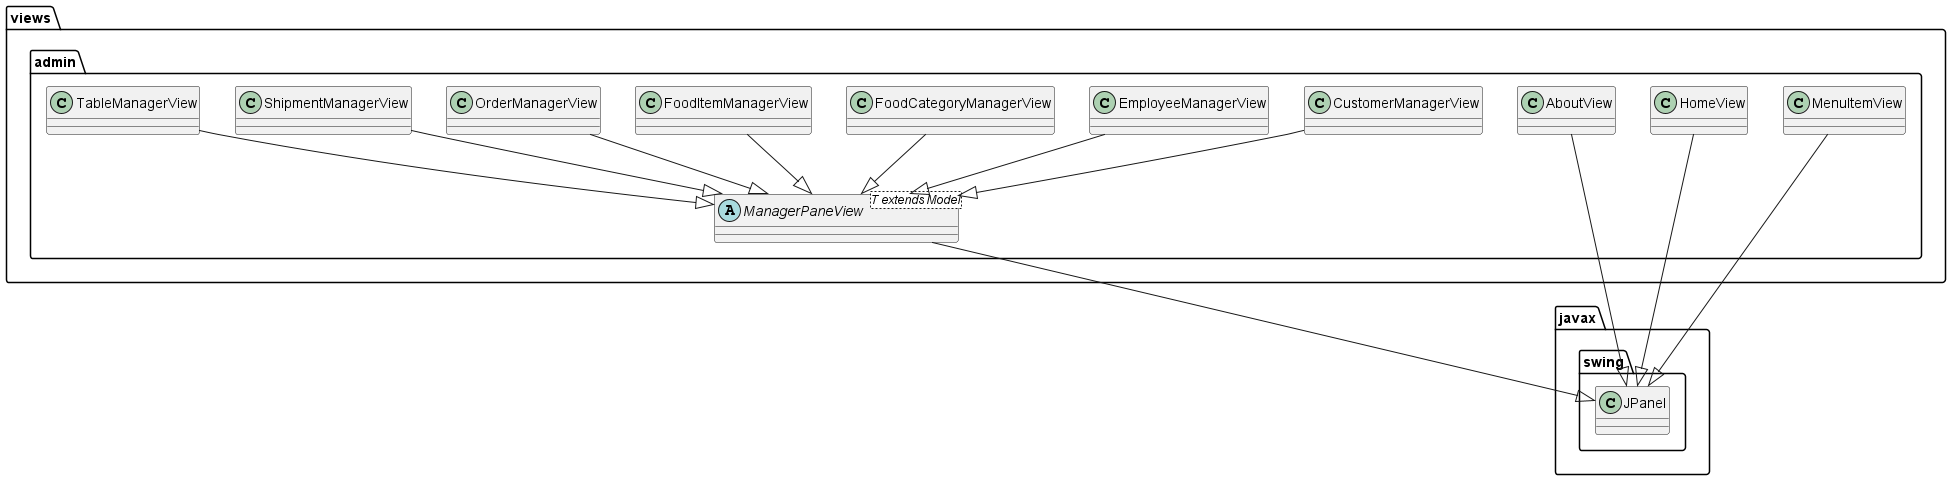 views
admin
C TableManagerView
C ShipmentManagerView
C OrderManagerView
C FoodItemManagerView
C FoodCategoryManagerView
C EmployeeManagerView
C CustomerManagerView
C AboutView
C HomeView
C MenuItemView
T extends Model
A ManagerPaneView
javax
swing
C JPanel